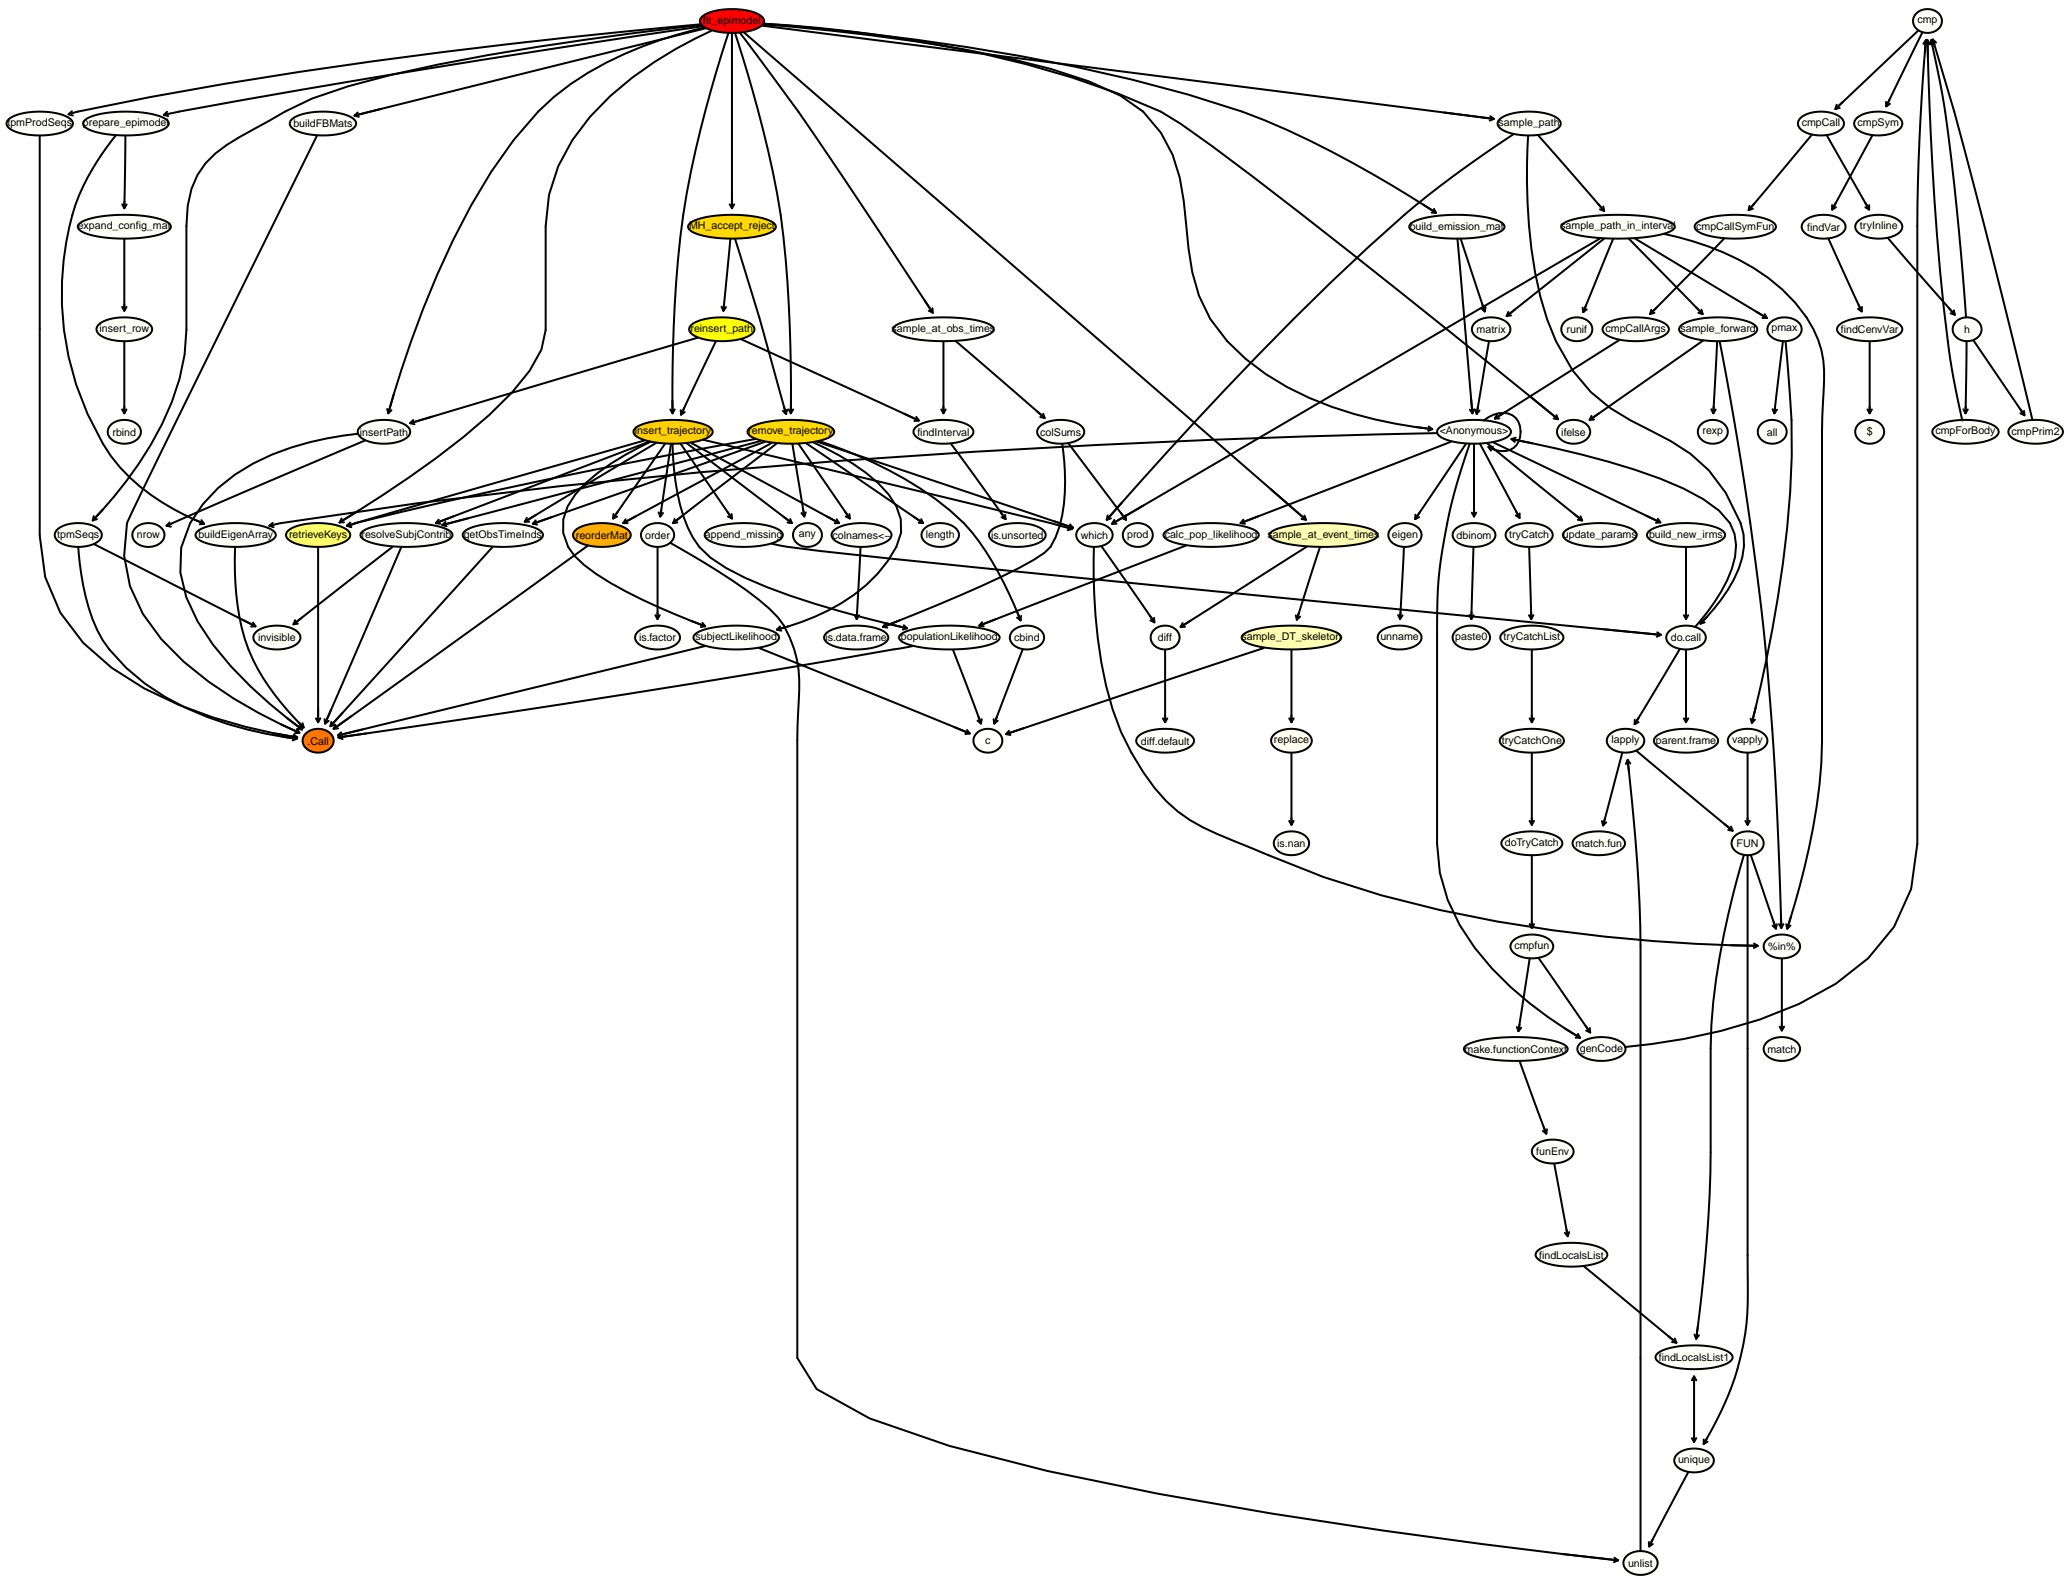 fit_epimodel
cmp
tpmProdSeqs
prepare_epimodel
buildFBMats
sample_path
cmpCall
cmpSym
expand_config_mat
MH_accept_reject
build_emission_mat
sample_path_in_interval
cmpCallSymFun
findVar
tryInline
insert_row
reinsert_path
sample_at_obs_times
matrix
runif
cmpCallArgs
sample_forward
pmax
findCenvVar
h
rbind
insertPath
insert_trajectory
remove_trajectory
findInterval
colSums
<Anonymous>
ifelse
rexp
all
$
cmpForBody
cmpPrim2
tpmSeqs
nrow
buildEigenArray
retrieveKeys
resolveSubjContrib
getObsTimeInds
reorderMat
order
append_missing
any
colnames<-
length
is.unsorted
which
prod
calc_pop_likelihood
sample_at_event_times
eigen
dbinom
tryCatch
update_params
build_new_irms
invisible
is.factor
subjectLikelihood
is.data.frame
populationLikelihood
cbind
diff
sample_DT_skeleton
unname
paste0
tryCatchList
do.call
.Call
c
diff.default
replace
tryCatchOne
lapply
parent.frame
vapply
is.nan
doTryCatch
match.fun
FUN
cmpfun
%in%
make.functionContext
genCode
match
funEnv
findLocalsList
findLocalsList1
unique
unlist